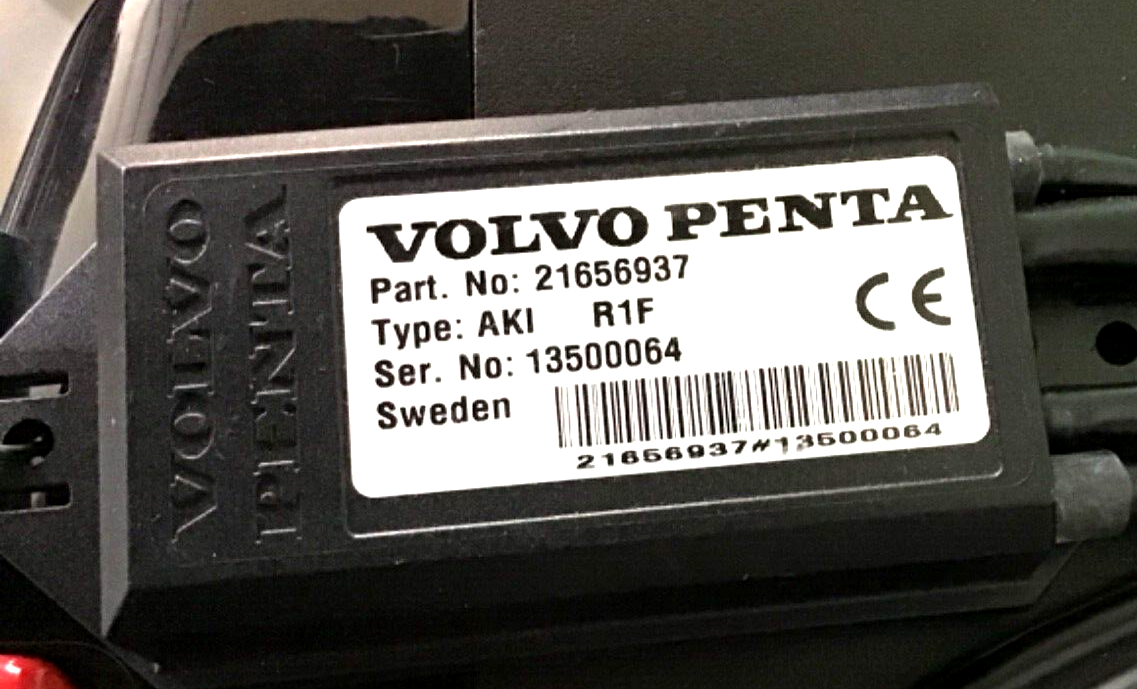 VOLVO
PENTA
VOLVO PENTA
Part. No: 21656937
Type: AKI R1F
Ser. No: 13500064
Sweden
CE
21656937#13500064